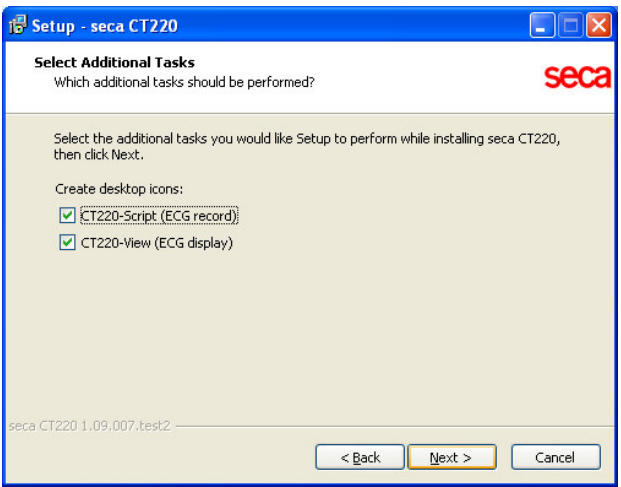 Setup - seca CT220
Select Additional Tasks
Which additional tasks should be performed?
seca
Select the additional tasks you would like Setup to perform while installing seca CT220,
then click Next.
Create desktop icons:
CT220-Script (ECG record)
CT220-View (ECG display)
seca CT220 1.09.007.test2
< Back
Next >
Cancel